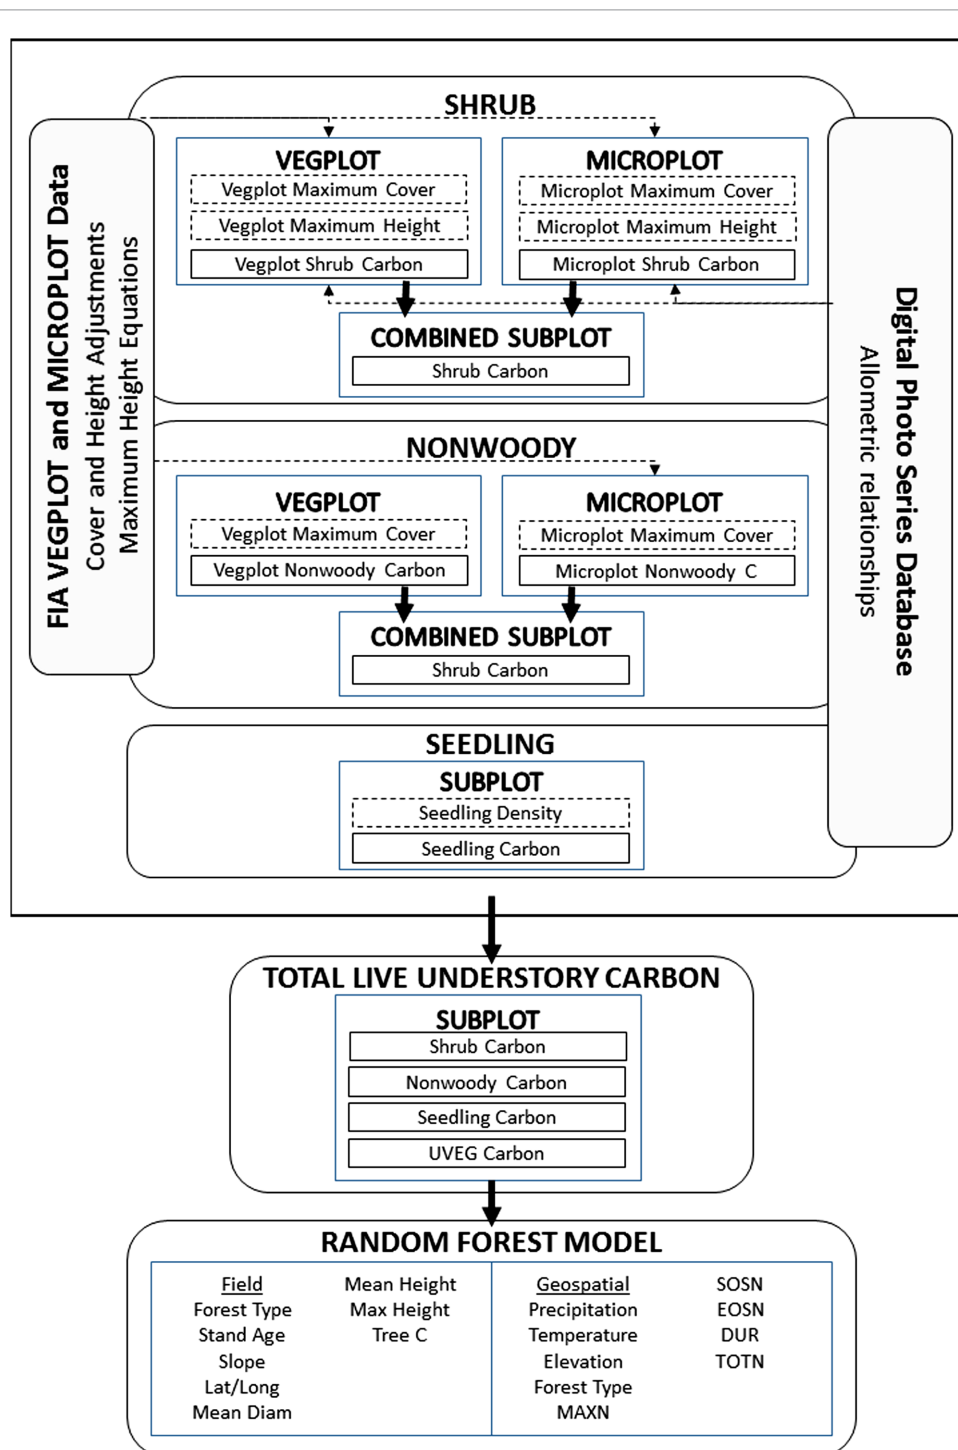 SHRUB
FIA VEGPLOT and MICROPLOT Data
Cover and Height Adjustments
Maximum Height Equations
VEGPLOT
Vegplot Maximum Cover
Vegplot Maximum Height
Vegplot Shrub Carbon
MICROPLOT
Microplot Maximum Cover
Microplot Maximum Height
Microplot Shrub Carbon
COMBINED SUBPLOT
Shrub Carbon
Digital Photo Series Database
Allometric relationships
NONWOODY
VEGPLOT
Vegplot Maximum Cover
Vegplot Nonwoody Carbon
MICROPLOT
Microplot Maximum Cover
Microplot Nonwoody C
COMBINED SUBPLOT
Shrub Carbon
SEEDLING
SUBPLOT
Seedling Density
Seedling Carbon
TOTAL LIVE UNDERSTORY CARBON
SUBPLOT
Shrub Carbon
Nonwoody Carbon
Seedling Carbon
UVEG Carbon
RANDOM FOREST MODEL
Field
Forest Type
Stand Age
Slope
Lat/Long
Mean Diam
Mean Height
Max Height
Tree C
Geospatial
Precipitation
Temperature
Elevation
Forest Type
MAXN
SOSN
EOSN
DUR
TOTN